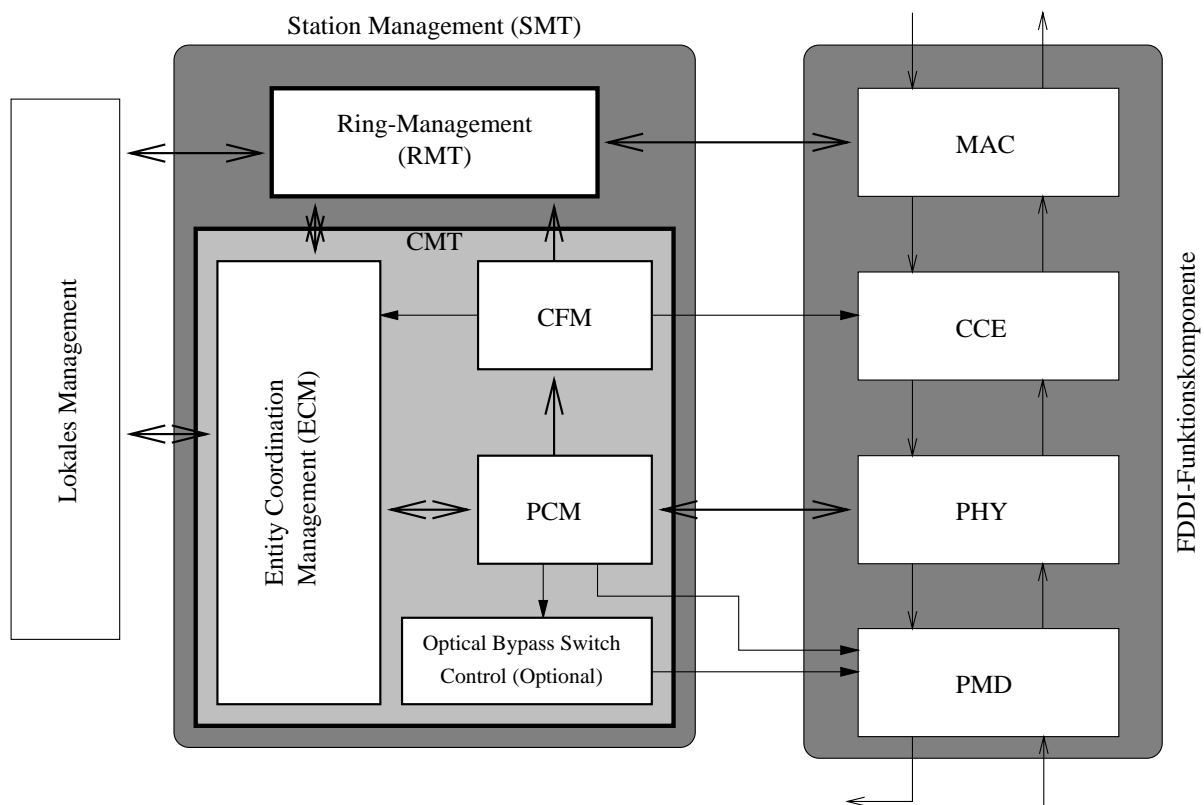 Station Management (SMT)
Ring-Management
(RMT)
MAC
CMT
CFM
CCE
Lokales Management
Entity Coordination
Management (ECM)
PCM
PHY
FDDI-Funktionskomponente
Optical Bypass Switch
Control (Optional)
PMD